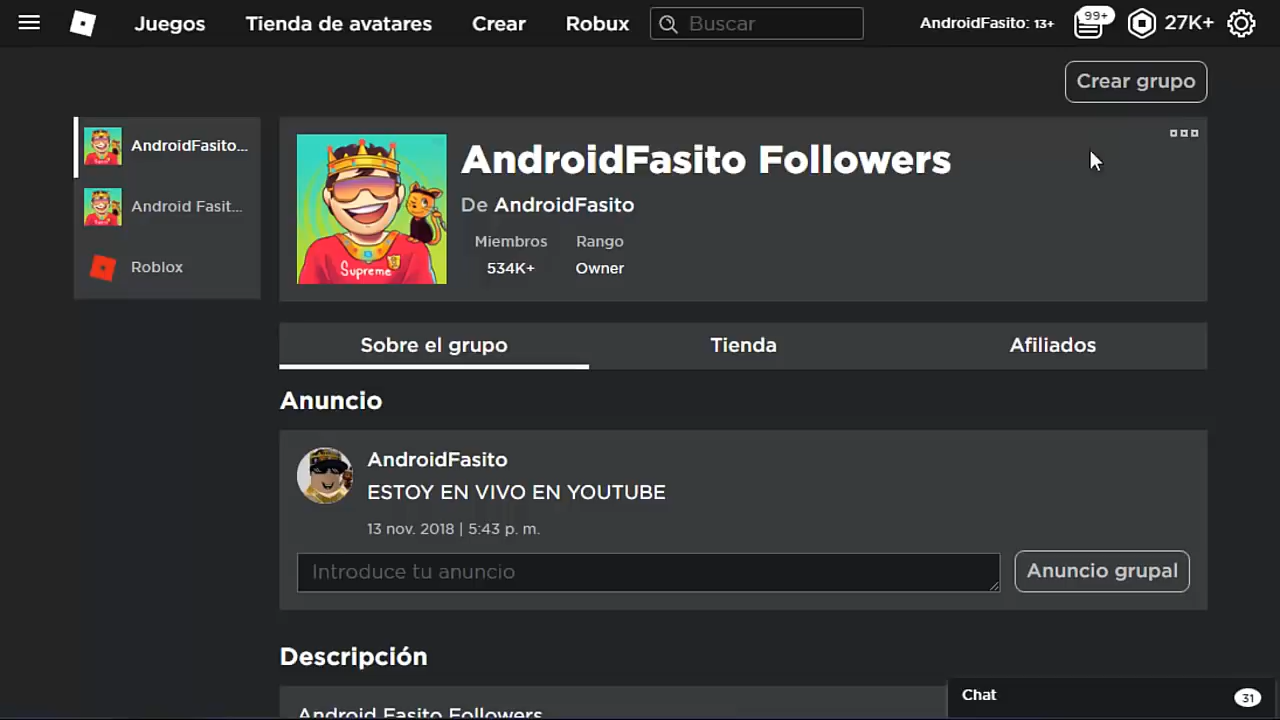 Juegos Tienda de avatares Crear Robux Buscar AndroidFasito: 13+ 99+ 27K+
Crear grupo
AndroidFasito...
Android Fasit...
Roblox
Supreme
AndroidFasito Followers
De AndroidFasito
Miembros Rango
534K+ Owner
Sobre el grupo Tienda Afiliados
Anuncio
AndroidFasito
ESTOY EN VIVO EN YOUTUBE
13 nov. 2018 | 5:43 p. m.
Introduce tu anuncio Anuncio grupal
Descripción
Android Fasito Followers
Chat 31